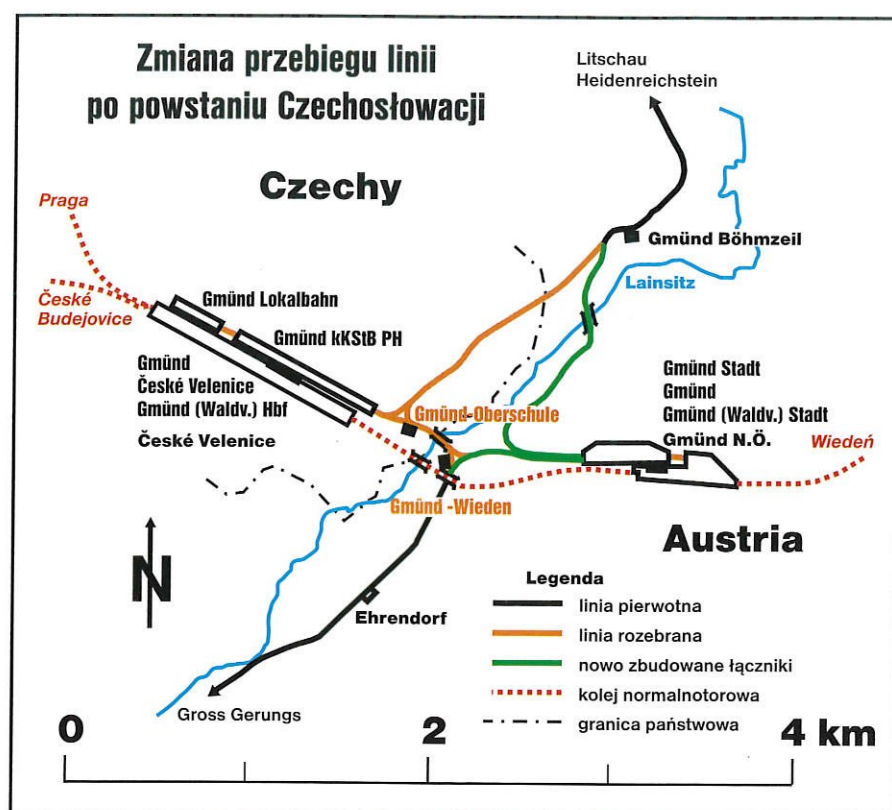 Zmiana przebiegu linii
po powstaniu Czechosłowacji
Litschau
Heidenreichstein
Czechy
Praga
Gmünd Böhmzeil
Lainsitz
České
Budejovice
Gmünd Lokalbahn
Gmünd kKStB PH
Gmünd
České Velenice
Gmünd (Waldv.) Hbf
České Velenice
Gmünd-Oberschule
Gmünd Stadt
Gmünd
Gmünd (Waldv.) Stadt
Gmünd N.Ö.
Wiedeń
Gmünd -Wieden
Austria
N
Ehrendorf
Gross Gerungs
Legenda
linia pierwotna
linia rozebrana
nowo zbudowane łączniki
kolej normalnotorowa
granica państwowa
0 2 4 km